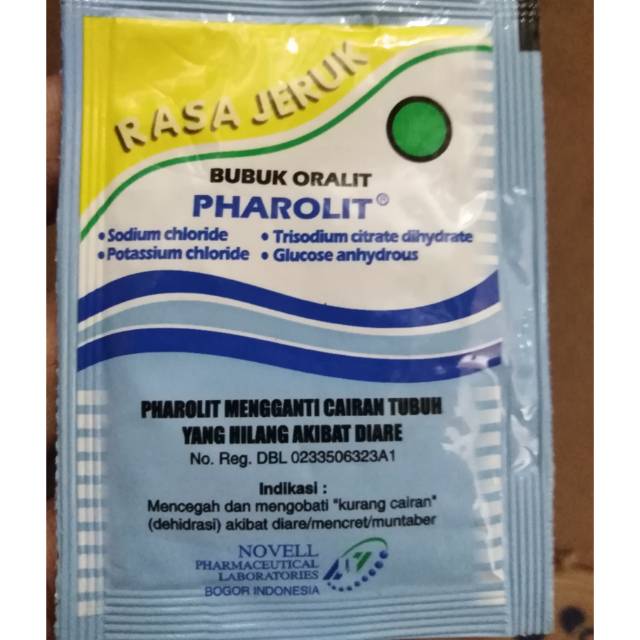 RASA JERUK
BUBUK ORALIT
PHAROLIT®
• Sodium chloride • Trisodium citrate dihydrate
• Potassium chloride • Glucose anhydrous
PHAROLIT MENGGANTI CAIRAN TUBUH
YANG HILANG AKIBAT DIARE
No. Reg. DBL 0233506323A1
Indikasi :
Mencegah dan mengobati "kurang cairan"
(dehidrasi) akibat diare/mencret/muntaber
NOVELL
PHARMACEUTICAL
LABORATORIES
BOGOR INDONESIA